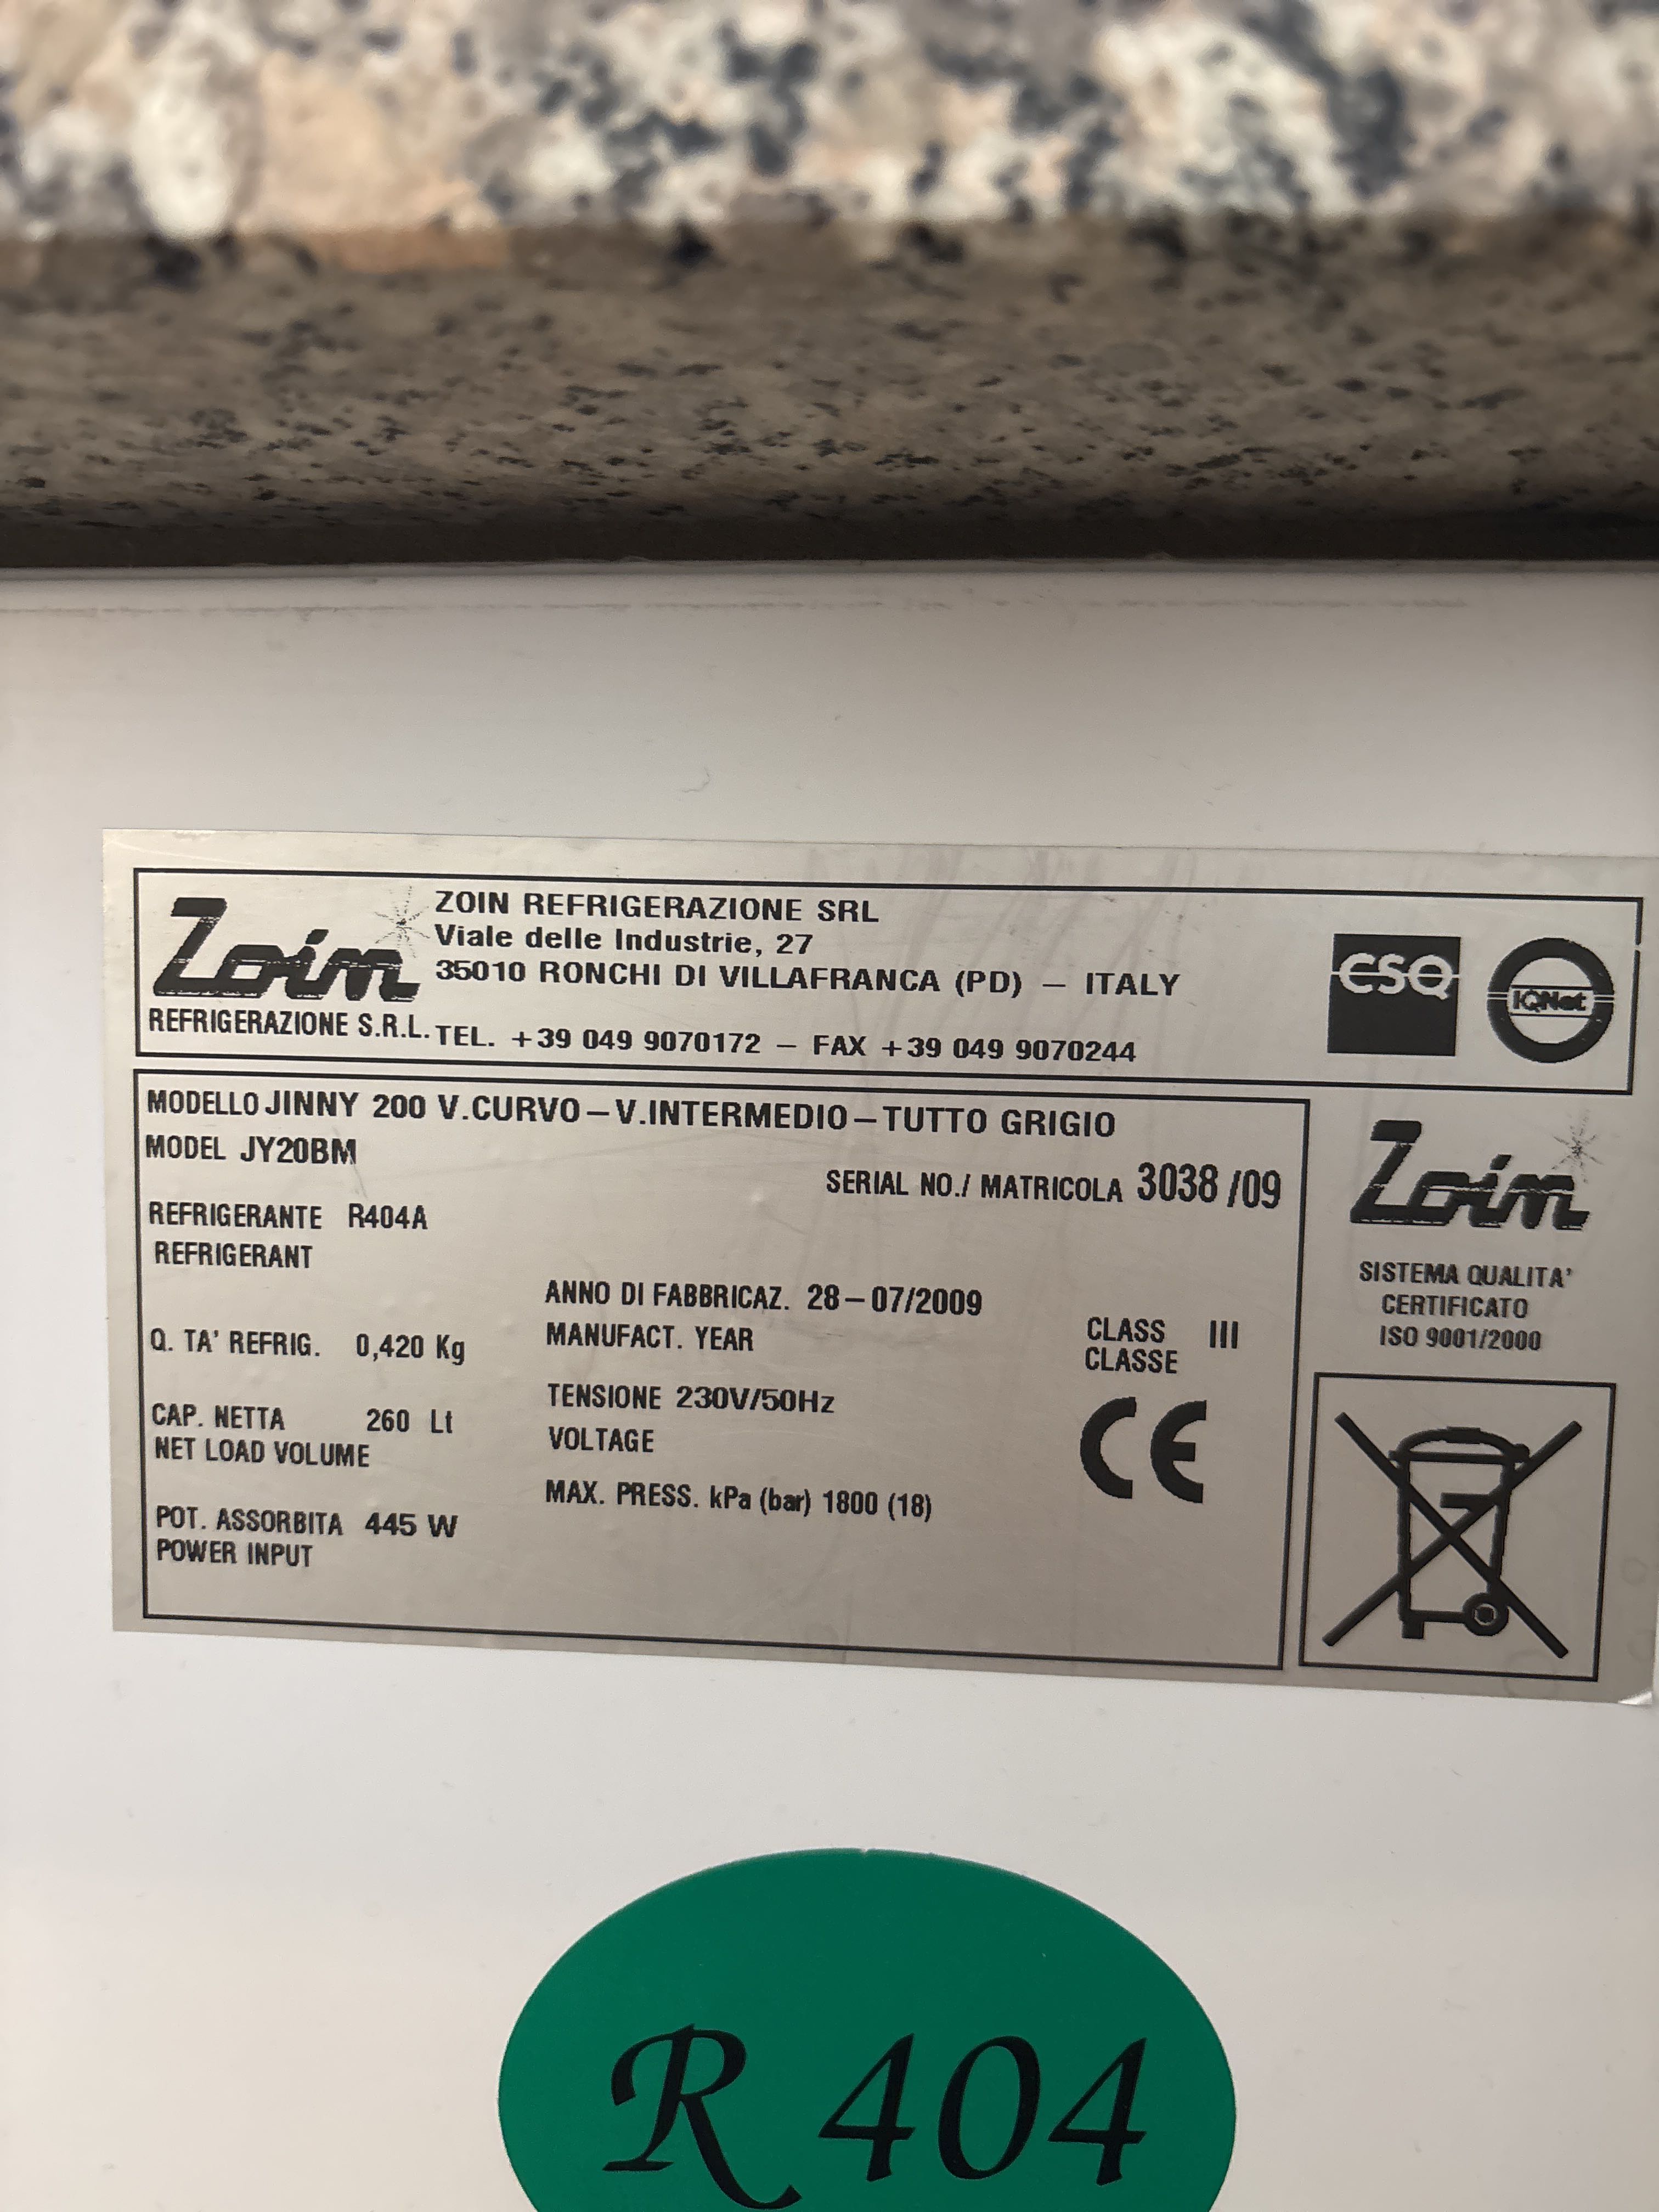 Zoin
REFRIGERAZIONE S.R.L.
ZOIN REFRIGERAZIONE SRL
Viale delle Industrie, 27
35010 RONCHI DI VILLAFRANCA (PD) – ITALY
TEL. +39 049 9070172 – FAX +39 049 9070244
CSQ
IQNet
MODELLO JINNY 200 V.CURVO–V.INTERMEDIO–TUTTO GRIGIO
MODEL JY20BM
SERIAL NO./ MATRICOLA 3038 /09
REFRIGERANTE R404A
REFRIGERANT
Q. TA' REFRIG. 0,420 Kg
CAP. NETTA 260 Lt
NET LOAD VOLUME
POT. ASSORBITA 445 W
POWER INPUT
ANNO DI FABBRICAZ. 28–07/2009
MANUFACT. YEAR
TENSIONE 230V/50Hz
VOLTAGE
MAX. PRESS. kPa (bar) 1800 (18)
CLASS III
CLASSE
CE
Zoin
SISTEMA QUALITA'
CERTIFICATO
ISO 9001/2000
R 404